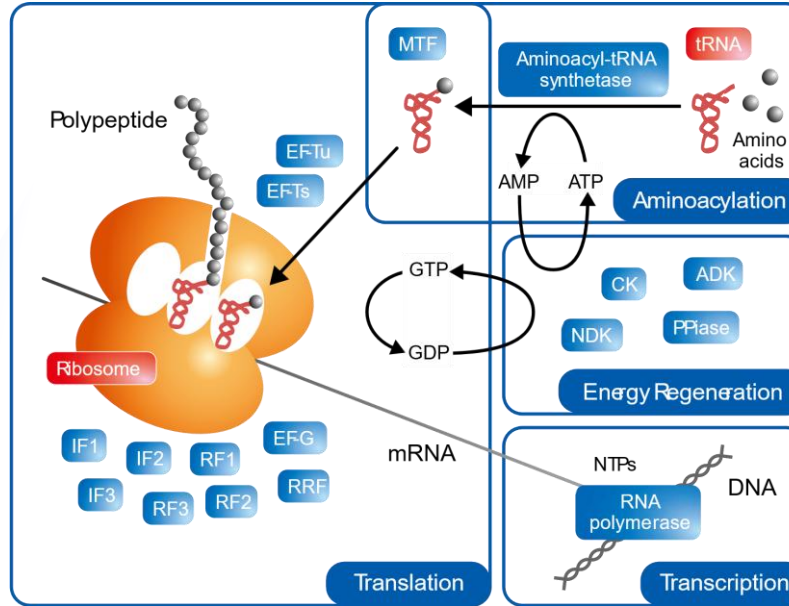 MTF
Aminoacyl-tRNA
synthetase
tRNA
Polypeptide
EF-Tu
EF-Ts
Amino
acids
AMP
ATP
Aminoacylation
GTP
GDP
CK
ADK
NDK
PPiase
Energy Regeneration
Ribosome
IF1
IF2
RF1
EF-G
IF3
RF3
RF2
RRF
mRNA
Translation
NTPs
DNA
RNA
polymerase
Transcription